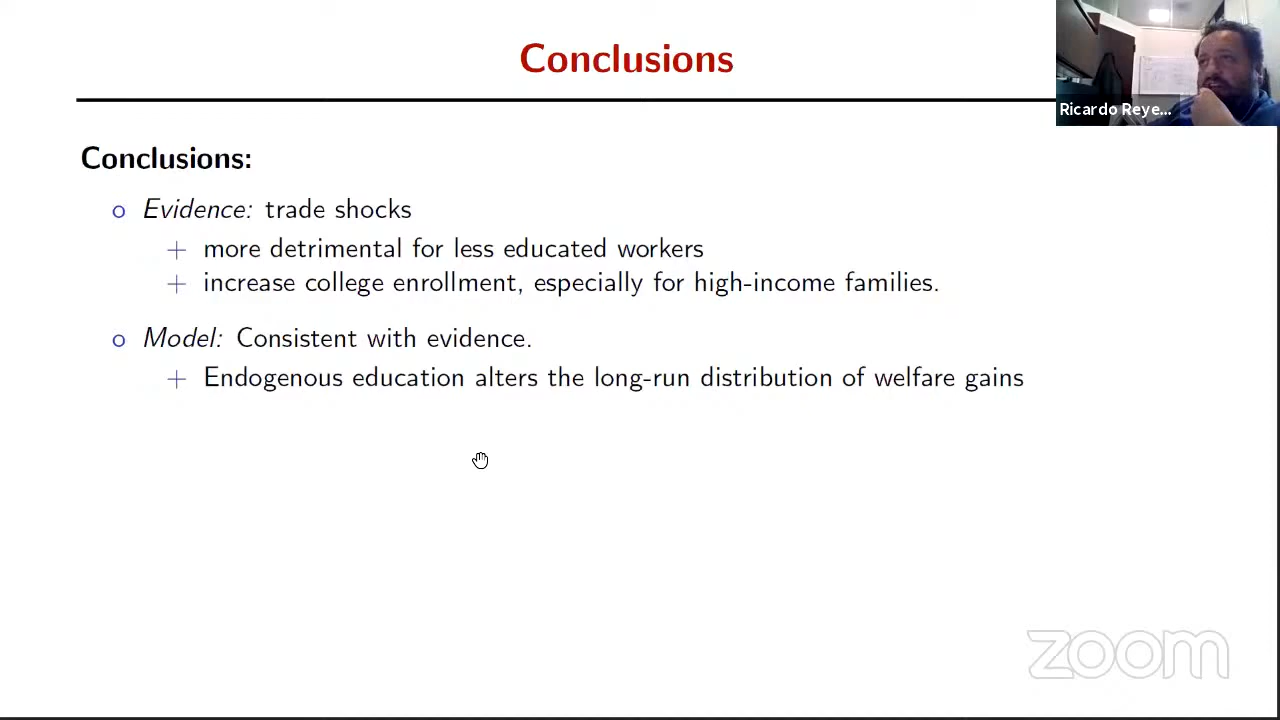 Conclusions
Ricardo Reye...
Conclusions:
o Evidence: trade shocks
+ more detrimental for less educated workers
+ increase college enrollment, especially for high-income families.
o Model: Consistent with evidence.
+ Endogenous education alters the long-run distribution of welfare gains
zoom